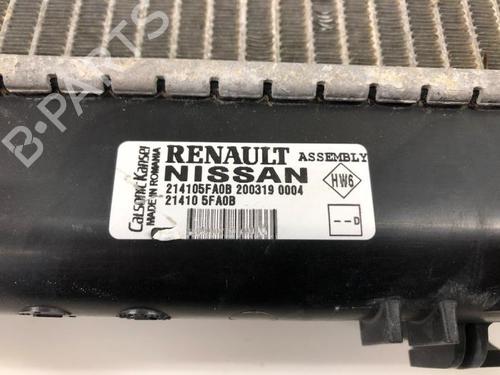 B-PARTS
RENAULT ASSEMBLY
NISSAN
214105FA0B 200319 0004
21410 5FA0B
Calsonic Kansei
MADE IN ROMANIA
HW6
--D